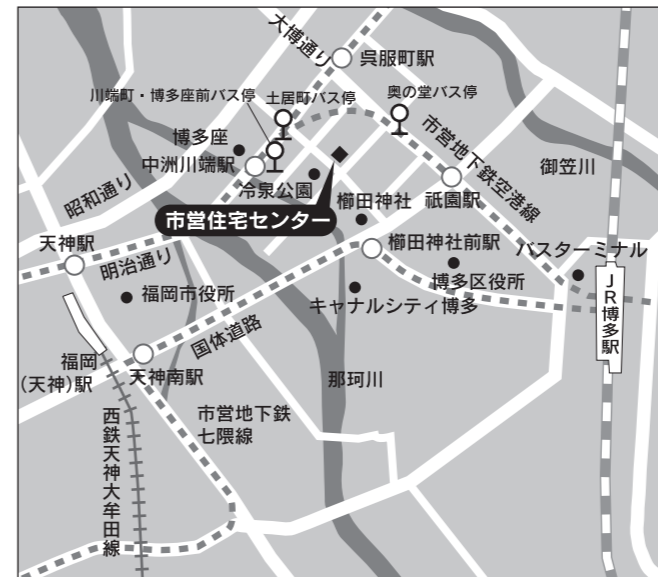 大博通り
呉服町駅
川端町・博多座前バス停
土居町バス停
奥の堂バス停
博多座
中洲川端駅
冷泉公園
市営地下鉄空港線
御笠川
昭和通り
市営住宅センター
櫛田神社
祇園駅
天神駅
明治通り
櫛田神社前駅
バスターミナル
福岡市役所
博多区役所
キャナルシティ博多
JR博多駅
国体道路
福岡
(天神)駅
天神南駅
那珂川
市営地下鉄
七隈線
西鉄天神大牟田線